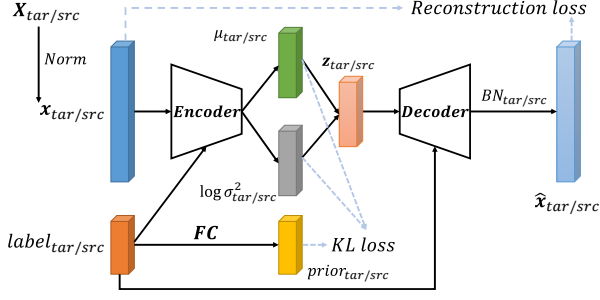 X_tar/src
Reconstruction loss
Norm
μ_tar/src
z_tar/src
x_tar/src
Encoder
Decoder
BN_tar/src
log σ²_tar/src
x̂_tar/src
label_tar/src
FC
KL loss
prior_tar/src